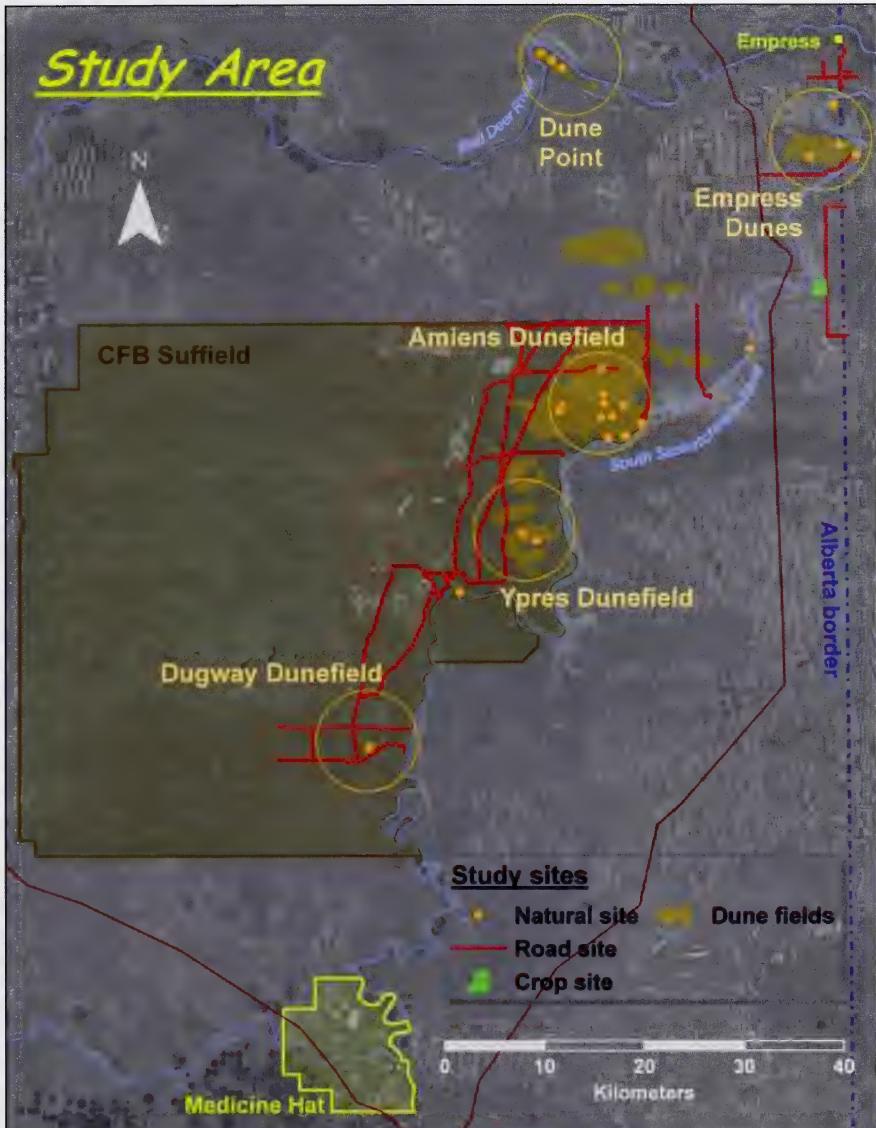 Study Area
Empress
Red Deer River
Dune
Point
N
Empress
Dunes
CFB Suffield
Amiens Dunefield
South Saskatchewan
Ypres Dunefield
Alberta border
Dugway Dunefield
Study sites
Natural site
Dune fields
Road site
Crop site
0 10 20 30 40
Kilometers
Medicine Hat